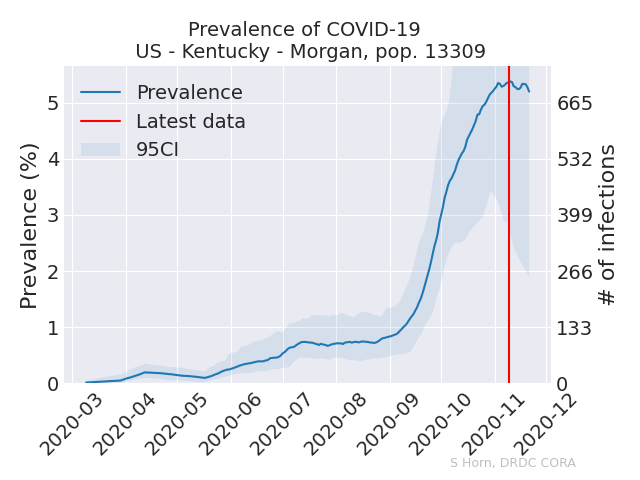 Prevalence of COVID-19
US - Kentucky - Morgan, pop. 13309
Prevalence
Latest data
95CI
Prevalence (%)
5
4
3
2
1
0
# of infections
665
532
399
266
133
0
2020-03
2020-04
2020-05
2020-06
2020-07
2020-08
2020-09
2020-10
2020-11
2020-12
S Horn, DRDC CORA